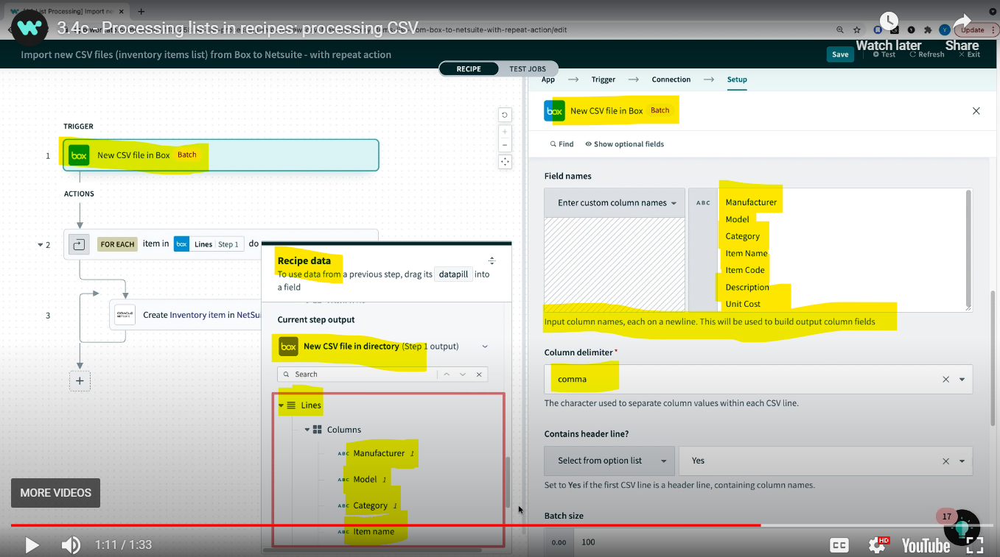 List Processing] Import new
3.4c - Processing lists in recipes processing CSV
om-box-to-netsuite-with-repeat-action/edit
Update
Watch later
Share
Import new CSV files (inventory items list) from Box to Netsuite - with repeat action
Save
Test
Refresh
Exit
RECIPE
TEST JOBS
App
Trigger
Connection
Setup
TRIGGER
1
box
New CSV file in Box
Batch
ACTIONS
2
FOR EACH item in box Lines | Step 1 do
3
ORACLE
NETSUITE
Create Inventory item in NetSui
Recipe data
To use data from a previous step, drag its datapill into
a field
Current step output
box
New CSV file in directory (Step 1 output)
Search
Lines
Columns
ABC Manufacturer 1
ABC Model 1
ABC Category 1
ABC Item name
box
New CSV file in Box
Batch
Find
Show optional fields
Field names
Enter custom column names
ABC
Manufacturer
Model
Category
Item Name
Item Code
Description
Unit Cost
Input column names, each on a newline. This will be used to build output column fields
Column delimiter*
comma
The character used to separate column values within each CSV line.
Contains header line?
Select from option list
Yes
Set to Yes if the first CSV line is a header line, containing column names.
Batch size
0.00
100
17
MORE VIDEOS
1:11 / 1:33
CC
HD
YouTube